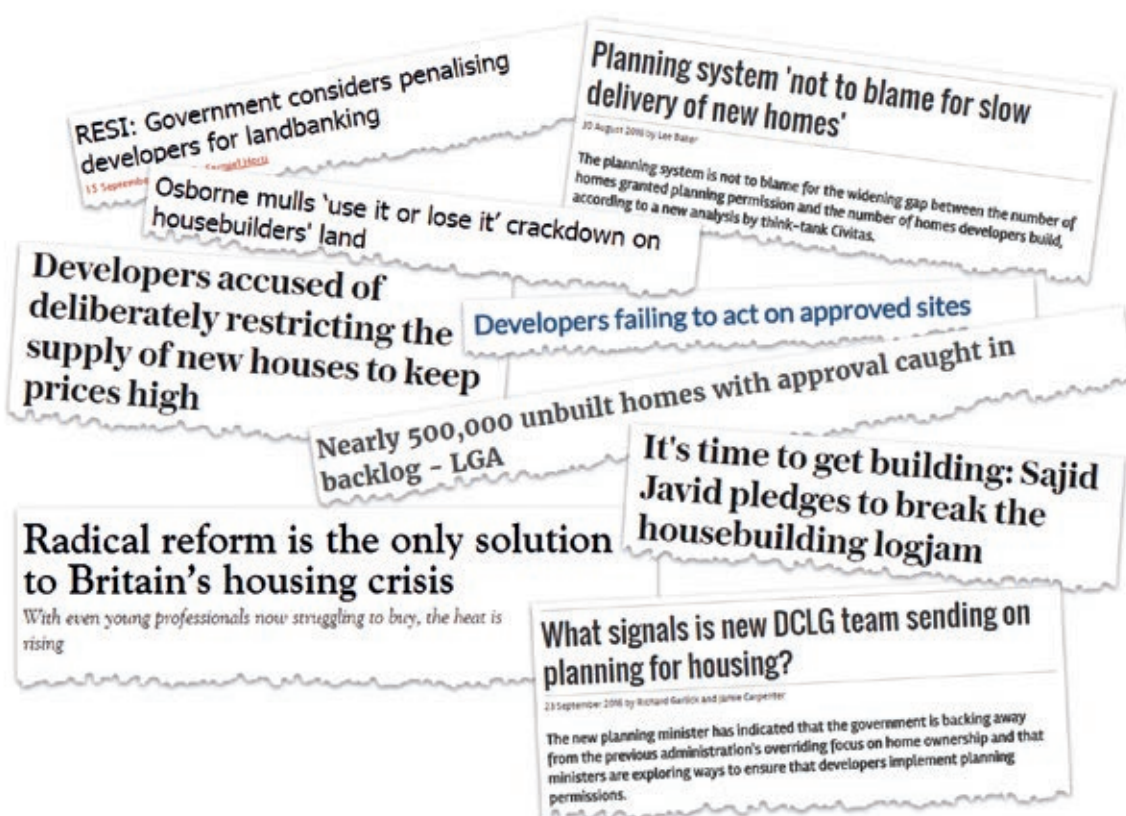 RESI: Government considers penalising
developers for landbanking
15 September
Osborne mulls 'use it or lose it' crackdown on
housebuilders' land
Planning system 'not to blame for slow
delivery of new homes'
30 August 2016 by Lee Baker
The planning system is not to blame for the widening gap between the number of
homes granted planning permission and the number of homes developers build,
according to a new analysis by think-tank Civitas.
Developers accused of
deliberately restricting the
supply of new houses to keep
prices high
Developers failing to act on approved sites
Nearly 500,000 unbuilt homes with approval caught in
backlog – LGA
It's time to get building: Sajid
Javid pledges to break the
housebuilding logjam
Radical reform is the only solution
to Britain's housing crisis
With even young professionals now struggling to buy, the heat is
rising
What signals is new DCLG team sending on
planning for housing?
23 September 2016 by Richard Garlick and Jamie Carpenter
The new planning minister has indicated that the government is backing away
from the previous administration's overriding focus on home ownership and that
ministers are exploring ways to ensure that developers implement planning
permissions.